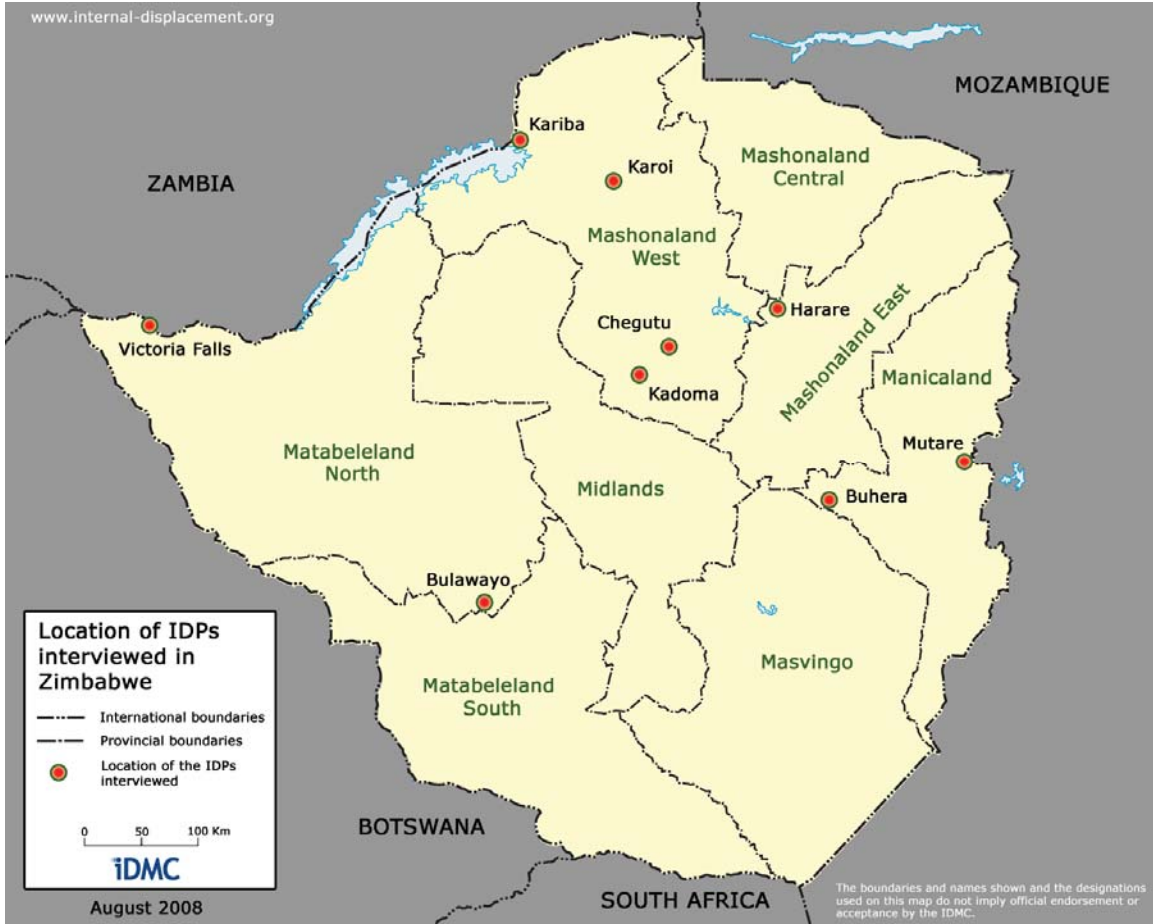 www.internal-displacement.org
MOZAMBIQUE
Kariba
ZAMBIA
Karoi
Mashonaland
Central
Mashonaland
West
Harare
Mashonaland East
Victoria Falls
Chegutu
Kadoma
Manicaland
Matabeleland
North
Mutare
Midlands
Buhera
Bulawayo
Masvingo
Matabeleland
South
Location of IDPs
interviewed in
Zimbabwe
International boundaries
Provincial boundaries
Location of the IDPs
interviewed
0 50 100 Km
iDMC
August 2008
BOTSWANA
SOUTH AFRICA
The boundaries and names shown and the designations
used on this map do not imply official endorsement or
acceptance by the IDMC.